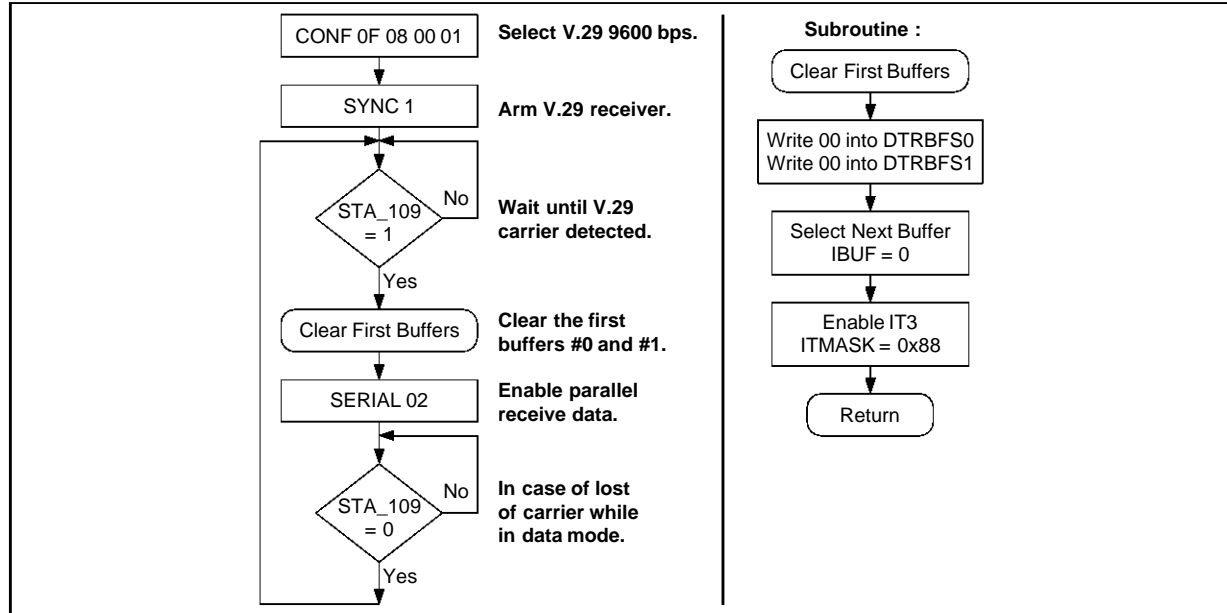 CONF 0F 08 00 01
Select V.29 9600 bps.
SYNC 1
Arm V.29 receiver.
No
STA_109
= 1
Wait until V.29
carrier detected.
Yes
Clear First Buffers
Clear the first
buffers #0 and #1.
SERIAL 02
Enable parallel
receive data.
No
STA_109
= 0
In case of lost
of carrier while
in data mode.
Yes
Subroutine :
Clear First Buffers
Write 00 into DTRBFS0
Write 00 into DTRBFS1
Select Next Buffer
IBUF = 0
Enable IT3
ITMASK = 0x88
Return